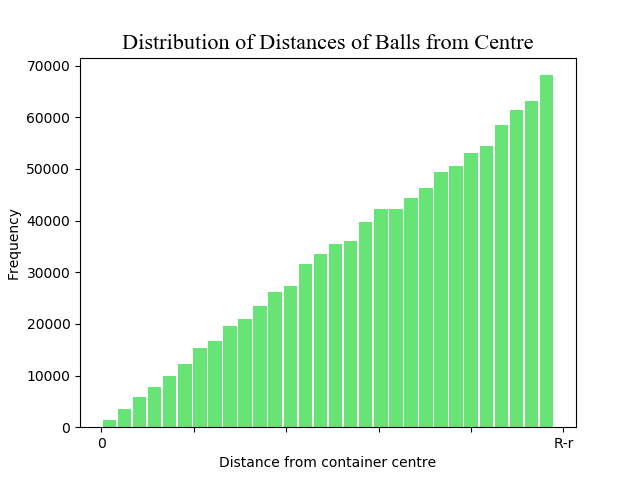 Distribution of Distances of Balls from Centre
70000
60000
50000
40000
30000
20000
10000
0
Frequency
0
R-r
Distance from container centre